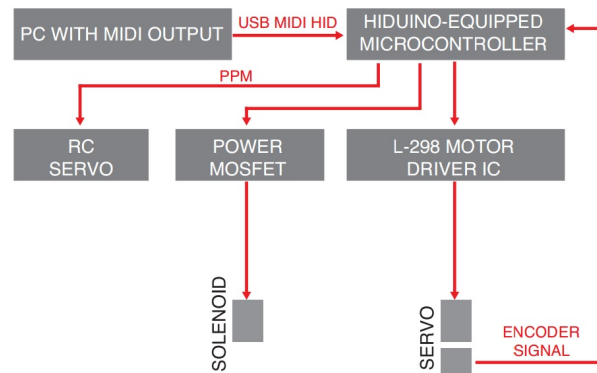 PC WITH MIDI OUTPUT
USB MIDI HID
HIDUINO-EQUIPPED
MICROCONTROLLER
PPM
RC
SERVO
POWER
MOSFET
L-298 MOTOR
DRIVER IC
SOLENOID
SERVO
ENCODER
SIGNAL